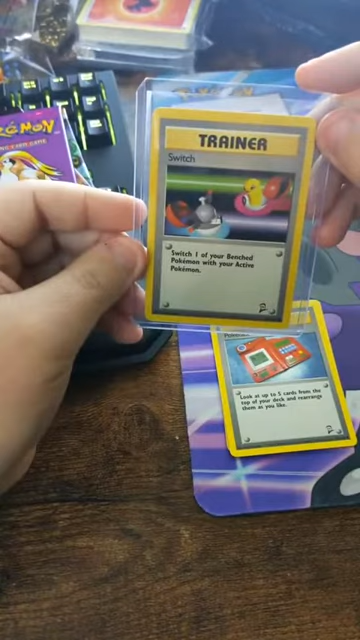 POKéMON
TRAINER
Switch
Switch 1 of your Benched
Pokémon with your Active
Pokémon.
Look at up to 5 cards from the
top of your deck and rearrange
them as you like.